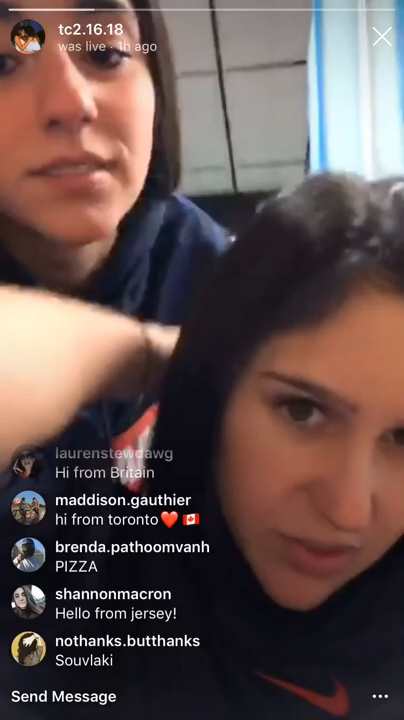 tc2.16.18
was live · 1h ago
laurenstewdawg
Hi from Britain
maddison.gauthier
hi from toronto❤️ 🇨🇦
brenda.pathoomvanh
PIZZA
shannonmacron
Hello from jersey!
nothanks.butthanks
Souvlaki
Send Message